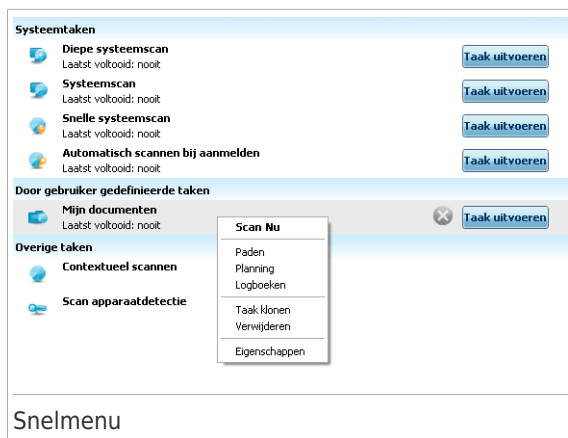 Systeemtaken
Diepe systeemscan
Laatst voltooid: nooit
Taak uitvoeren
Systeemscan
Laatst voltooid: nooit
Taak uitvoeren
Snelle systeemscan
Laatst voltooid: nooit
Taak uitvoeren
Automatisch scannen bij aanmelden
Laatst voltooid: nooit
Taak uitvoeren
Door gebruiker gedefinieerde taken
Mijn documenten
Laatst voltooid: nooit
Taak uitvoeren
Scan Nu
Paden
Planning
Logboeken
Taak klonen
Verwijderen
Eigenschappen
Overige taken
Contextueel scannen
Scan apparaatdetectie
Snelmenu